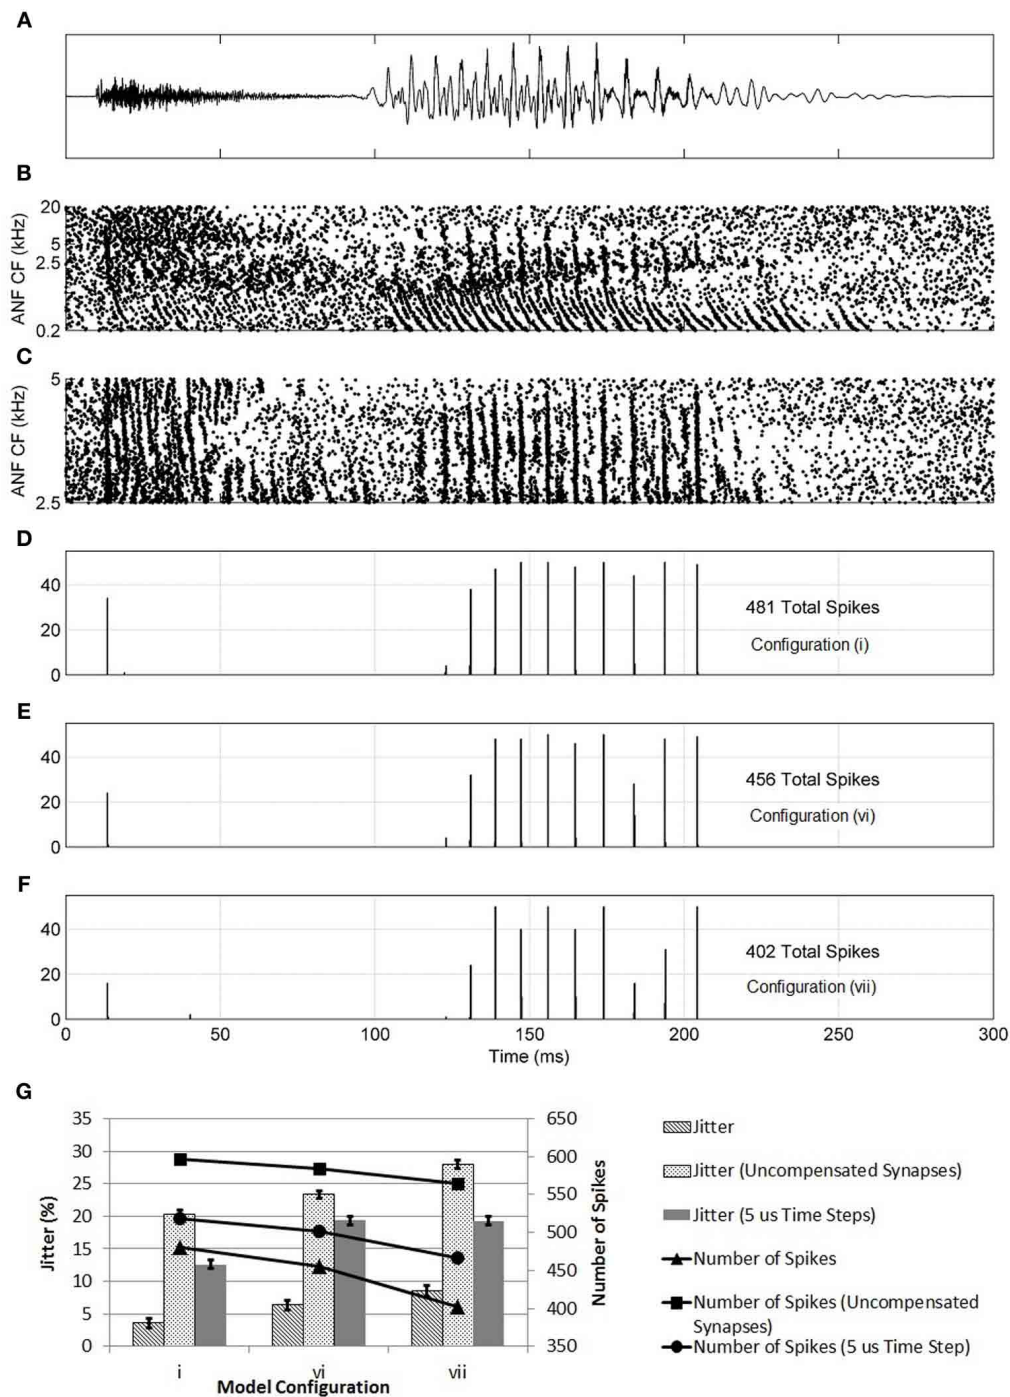 A
B
20
5
2.5
0.2
ANF CF (kHz)
C
5
2.5
ANF CF (kHz)
D
40
20
0
481 Total Spikes
Configuration (i)
E
40
20
0
456 Total Spikes
Configuration (vi)
F
40
20
0
402 Total Spikes
Configuration (vii)
0 50 100 150 200 250 300
Time (ms)
G
35
30
25
20
15
10
5
0
Jitter (%)
650
600
550
500
450
400
350
Number of Spikes
i vi vii
Model Configuration
Jitter
Jitter (Uncompensated Synapses)
Jitter (5 us Time Steps)
Number of Spikes
Number of Spikes (Uncompensated
Synapses)
Number of Spikes (5 us Time Step)